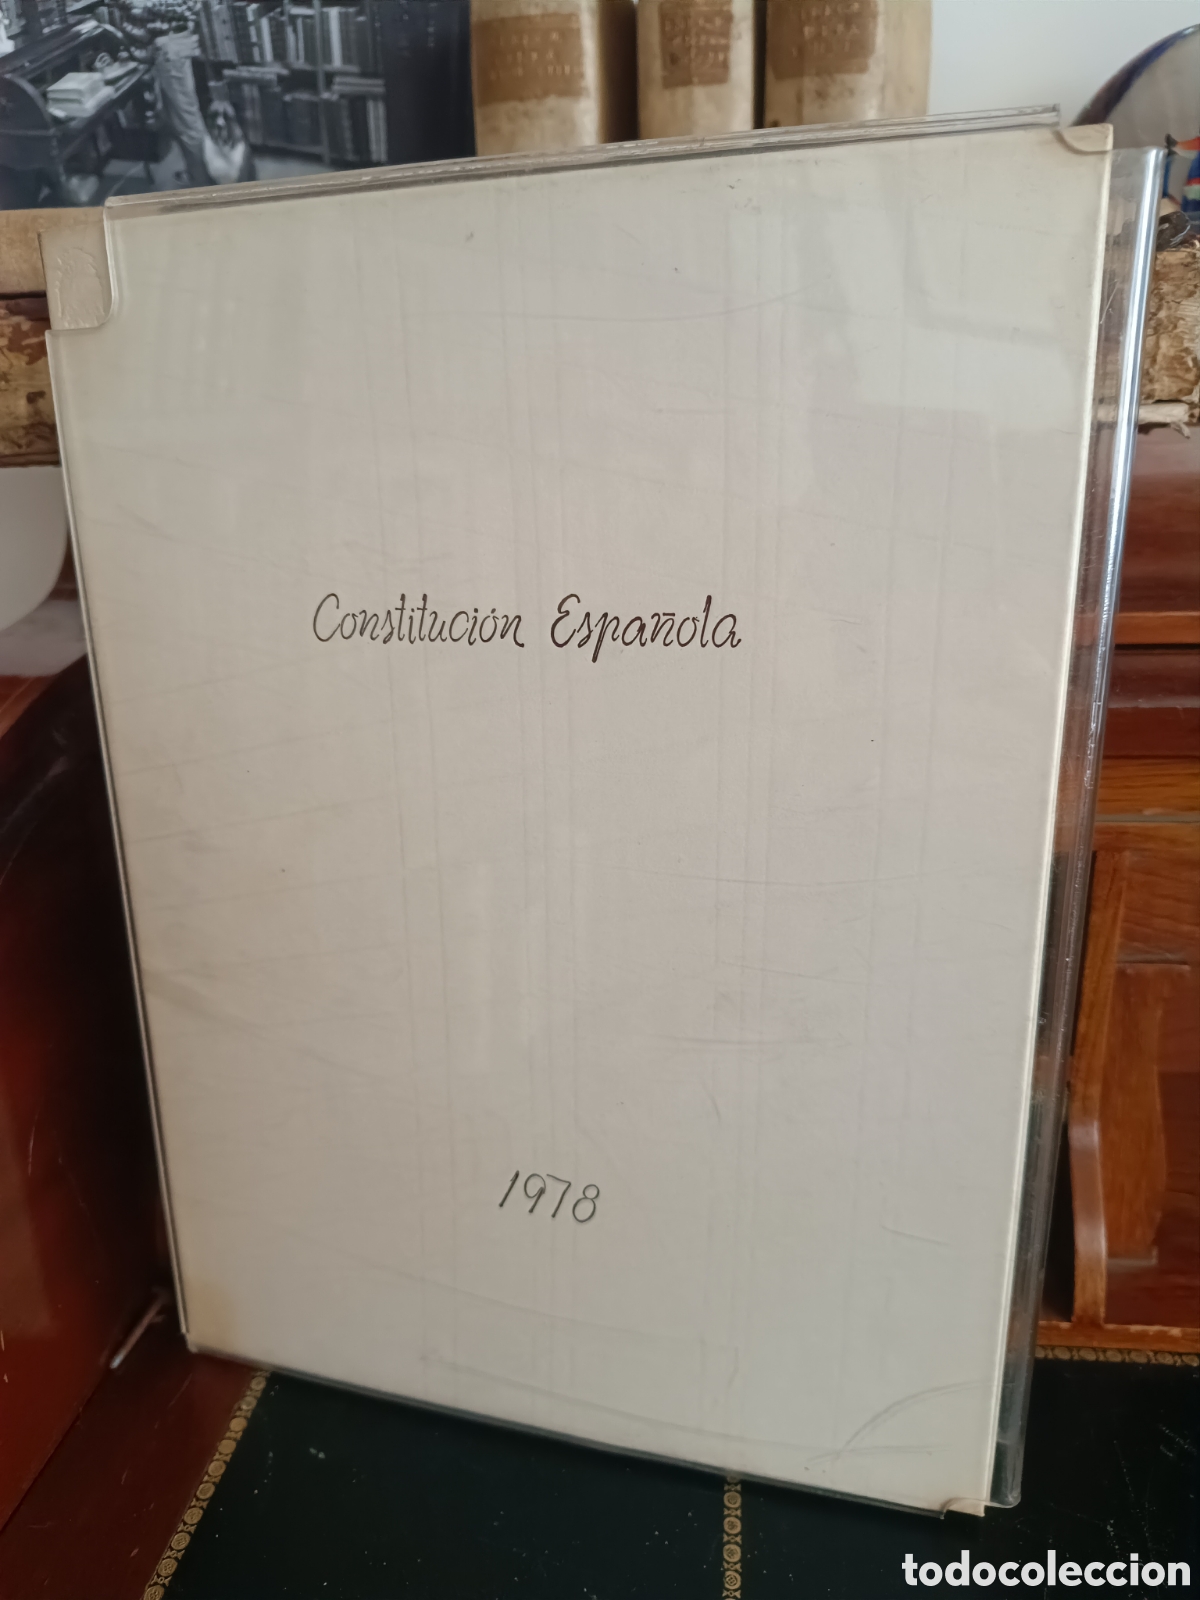 Constitución Española
1978
todocoleccion